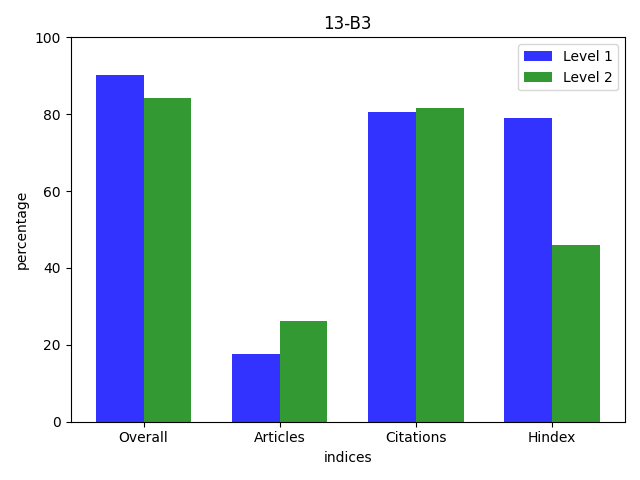 13-B3
Level 1
Level 2
percentage
100
80
60
40
20
0
Overall Articles Citations Hindex
indices